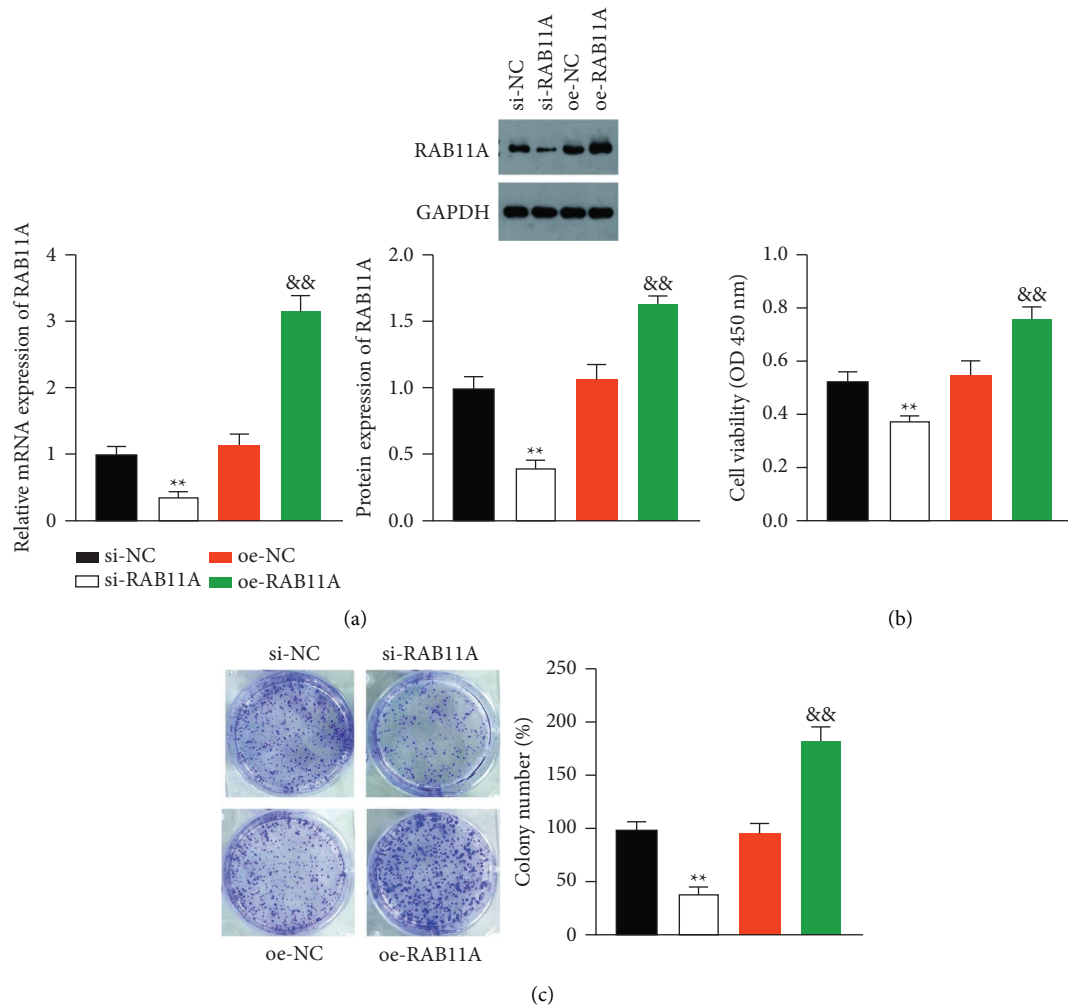 si-NC
si-RAB11A
oe-NC
oe-RAB11A
RAB11A
GAPDH
Relative mRNA expression of RAB11A
4
3
2
1
0
**
&&
Protein expression of RAB11A
2.0
1.5
1.0
0.5
0.0
**
&&
si-NC
oe-NC
si-RAB11A
oe-RAB11A
(a)
Cell viability (OD 450 nm)
1.0
0.8
0.6
0.4
0.2
0.0
**
&&
(b)
si-NC
si-RAB11A
oe-NC
oe-RAB11A
Colony number (%)
250
200
150
100
50
0
**
&&
(c)